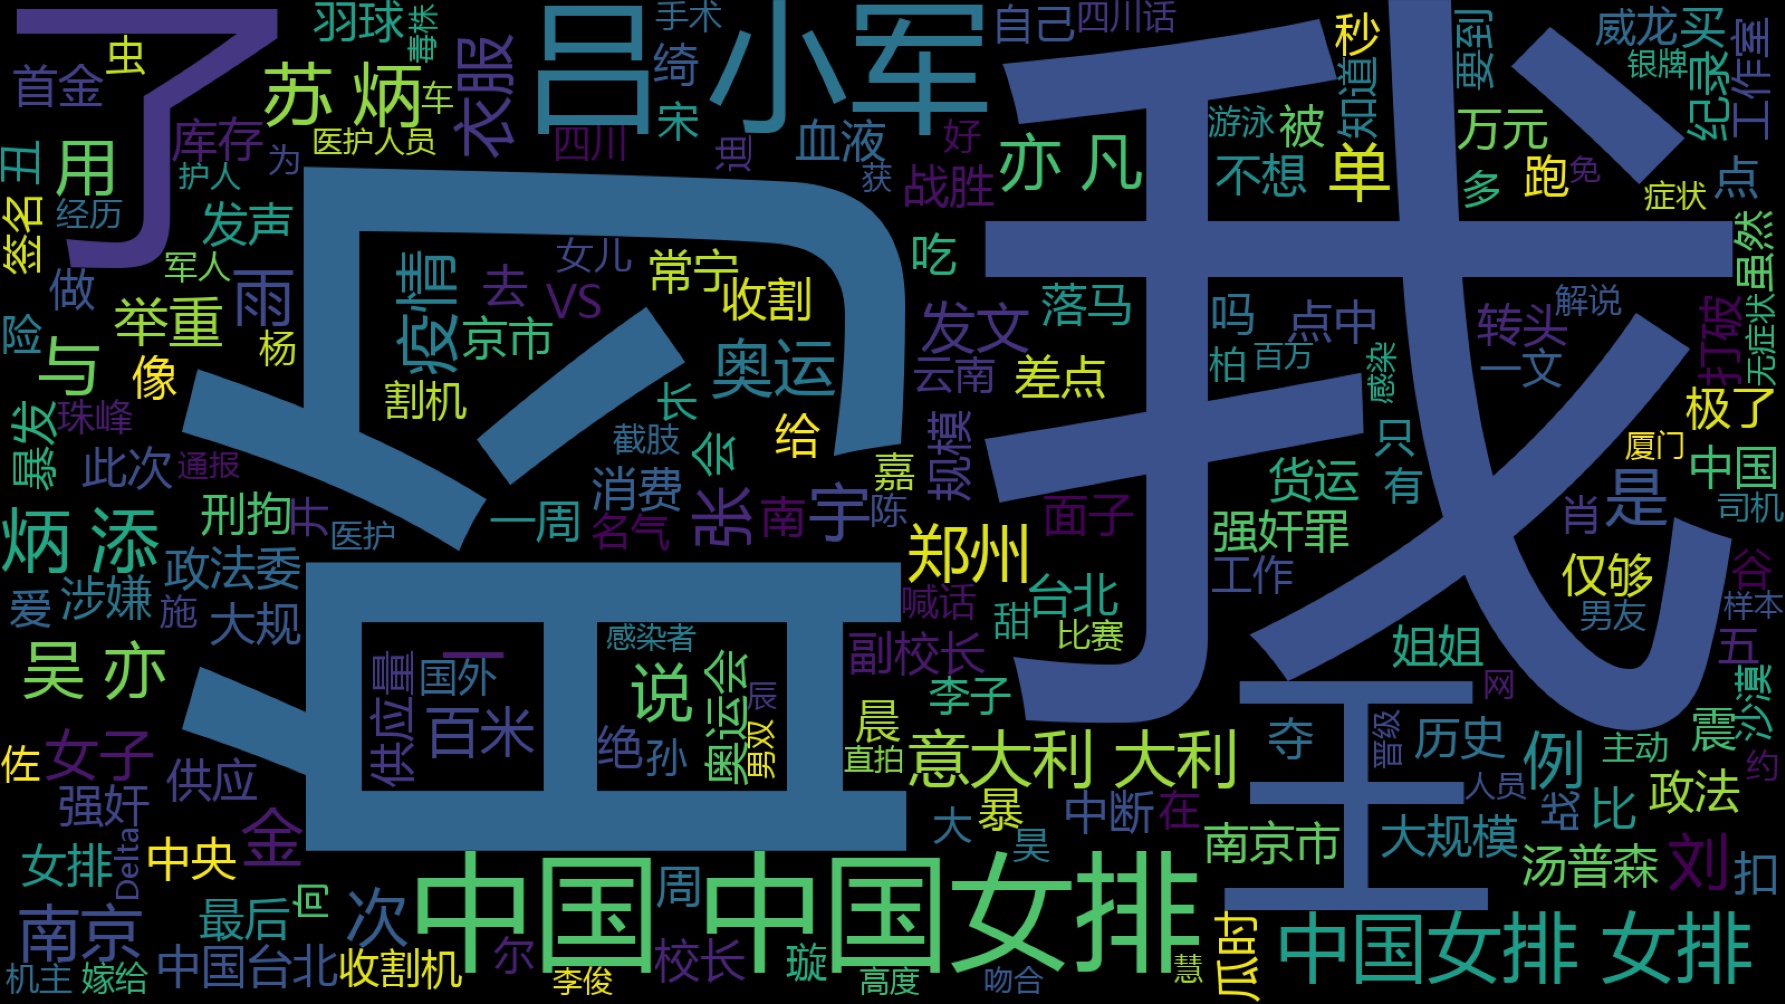 了
虫
羽球
毒株
衣服
吕小军
手术
绮
自己
四川话
秒
要到
威龙
买
工作室
首金
苏 炳
车
宋
知道
银牌
纪录
库存
为
医护人员
四川
血液
好
获
游泳
被
不想
单
万元
多
跑
免
症状
点
丑
用
护人
战胜
亦 凡
我
签名
经历
发声
军人
做
雨
疫情
女儿
去
VS
常宁
收割
吃
虽然
险
举重
与
杨
像
京市
奥运
发文
落马
吗
点中
转头
解说
打破
无症状
暴发
珠峰
割机
长
云南
差点
柏
百万
感染
一文
极了
此次
通报
截肢
给
会
消费
嘉
规模
只
有
厦门
中国
炳 添
刑拘
并
医护
一周
名气
张
南
宇
陈
郑州
面子
货运
强奸罪
肖
是
司机
爱
涉嫌
政法委
施
大规
喊话
台北
甜
比赛
工作
仅够
男友
谷
样本
吴 亦
供应量
国外
感染者
说
奥运会
辰
副校长
李子
姐姐
网
五
沙漠
佐
女子
供应
强奸
百米
绝
孙
男双
晨
直拍
意大利 大利
王
夺
晋级
历史
例
主动
震
约
Delta
金
大
暴
昊
中断
在
南京市
大规模
人员
比
政法
女排
中央
汤普森
刘
扣
南京
最后
向
次
中国 中国女排
周
瓜时
中国女排 女排
机主
嫁给
中国台北
收割机
尔
李俊
校长
璇
高度
吻合
慧